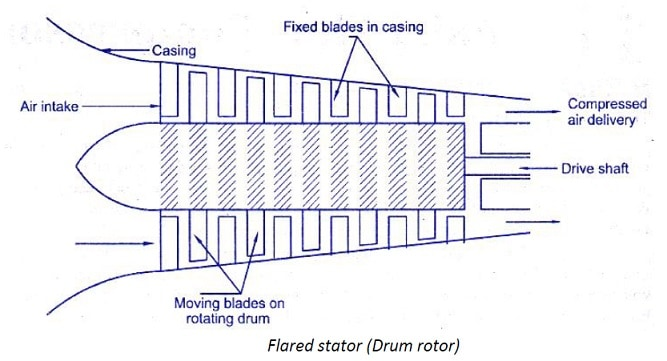 Fixed blades in casing
Casing
Air intake
Compressed
air delivery
Drive shaft
Moving blades on
rotating drum
Flared stator (Drum rotor)